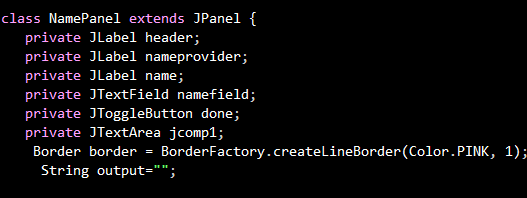 class NamePanel extends JPanel {
private JLabel header;
private JLabel nameprovider;
private JLabel name;
private JTextField namefield;
private JToggleButton done;
private JTextArea jcomp1;
Border border = BorderFactory.createLineBorder(Color.PINK, 1);
String output="";